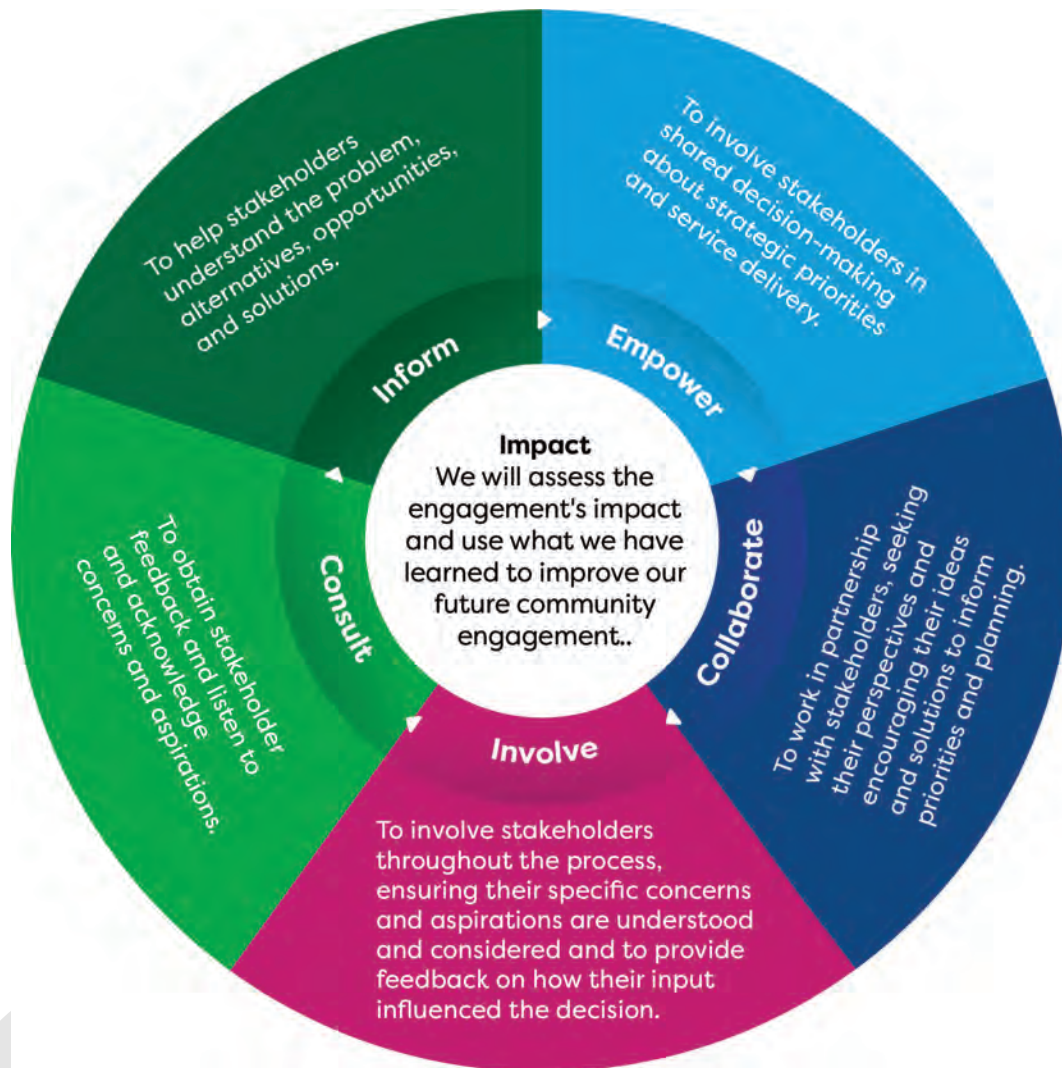 Inform
To help stakeholders
understand the problem,
alternatives, opportunities,
and solutions.
Empower
To involve stakeholders in
shared decision-making
about strategic priorities
and service delivery.
Collaborate
To work in partnership
with stakeholders, seeking
their perspectives and
encouraging their ideas
and solutions to inform
priorities and planning.
Involve
To involve stakeholders
throughout the process,
ensuring their specific concerns
and aspirations are understood
and considered and to provide
feedback on how their input
influenced the decision.
Consult
To obtain stakeholder
feedback and listen to
and acknowledge
concerns and aspirations.
Impact
We will assess the
engagement's impact
and use what we have
learned to improve our
future community
engagement..